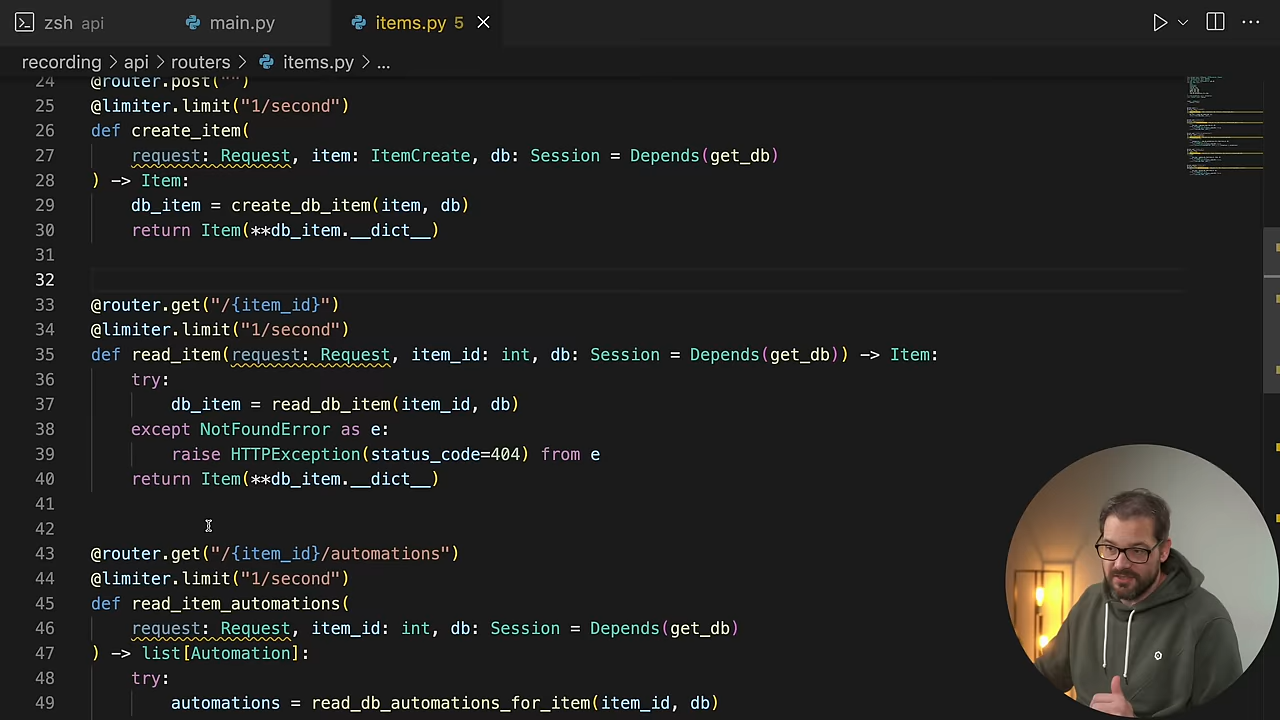 zsh api main.py items.py 5
recording > api > routers > items.py > ...
24 @router.post("")
25 @limiter.limit("1/second")
26 def create_item(
27 request: Request, item: ItemCreate, db: Session = Depends(get_db)
28 ) -> Item:
29 db_item = create_db_item(item, db)
30 return Item(**db_item.__dict__)
31
32
33 @router.get("/{item_id}")
34 @limiter.limit("1/second")
35 def read_item(request: Request, item_id: int, db: Session = Depends(get_db)) -> Item:
36 try:
37 db_item = read_db_item(item_id, db)
38 except NotFoundError as e:
39 raise HTTPException(status_code=404) from e
40 return Item(**db_item.__dict__)
41
42
43 @router.get("/{item_id}/automations")
44 @limiter.limit("1/second")
45 def read_item_automations(
46 request: Request, item_id: int, db: Session = Depends(get_db)
47 ) -> list[Automation]:
48 try:
49 automations = read_db_automations_for_item(item_id, db)